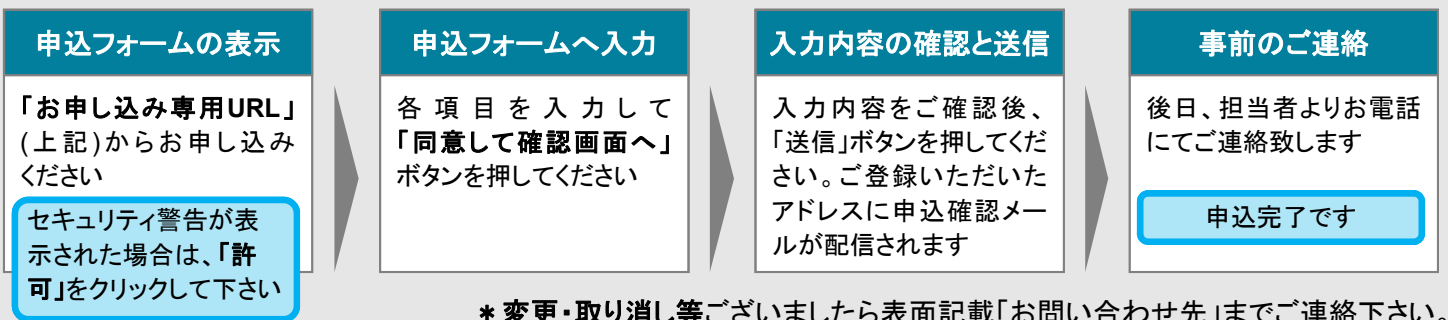 申込フォームの表示
「お申し込み専用URL」
(上記)からお申し込み
ください
セキュリティ警告が表
示された場合は、「許
可」をクリックして下さい
申込フォームへ入力
各項目を入力して
「同意して確認画面へ」
ボタンを押してください
入力内容の確認と送信
入力内容をご確認後、
「送信」ボタンを押してくだ
さい。ご登録いただいた
アドレスに申込確認メー
ルが配信されます
事前のご連絡
後日、担当者よりお電話
にてご連絡致します
申込完了です
＊変更・取り消し等ございましたら表面記載「お問い合わせ先」までご連絡下さい。